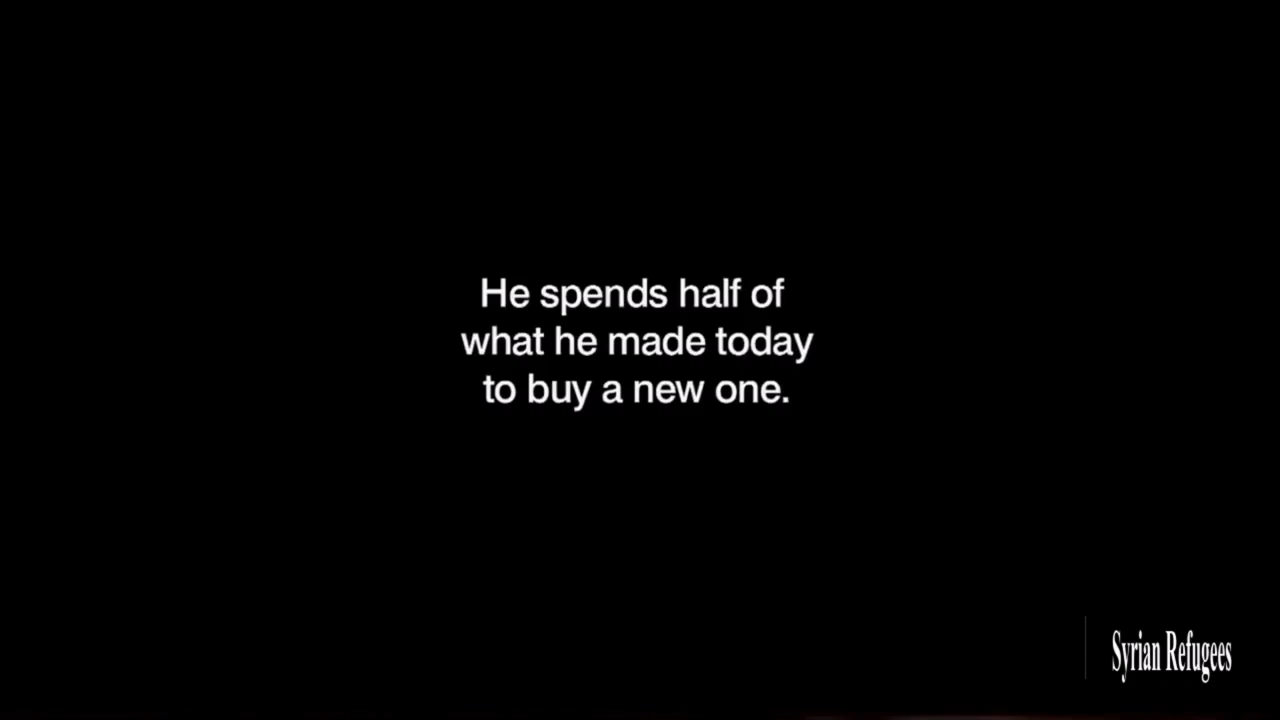 He spends half of
what he made today
to buy a new one.
Syrian Refugees